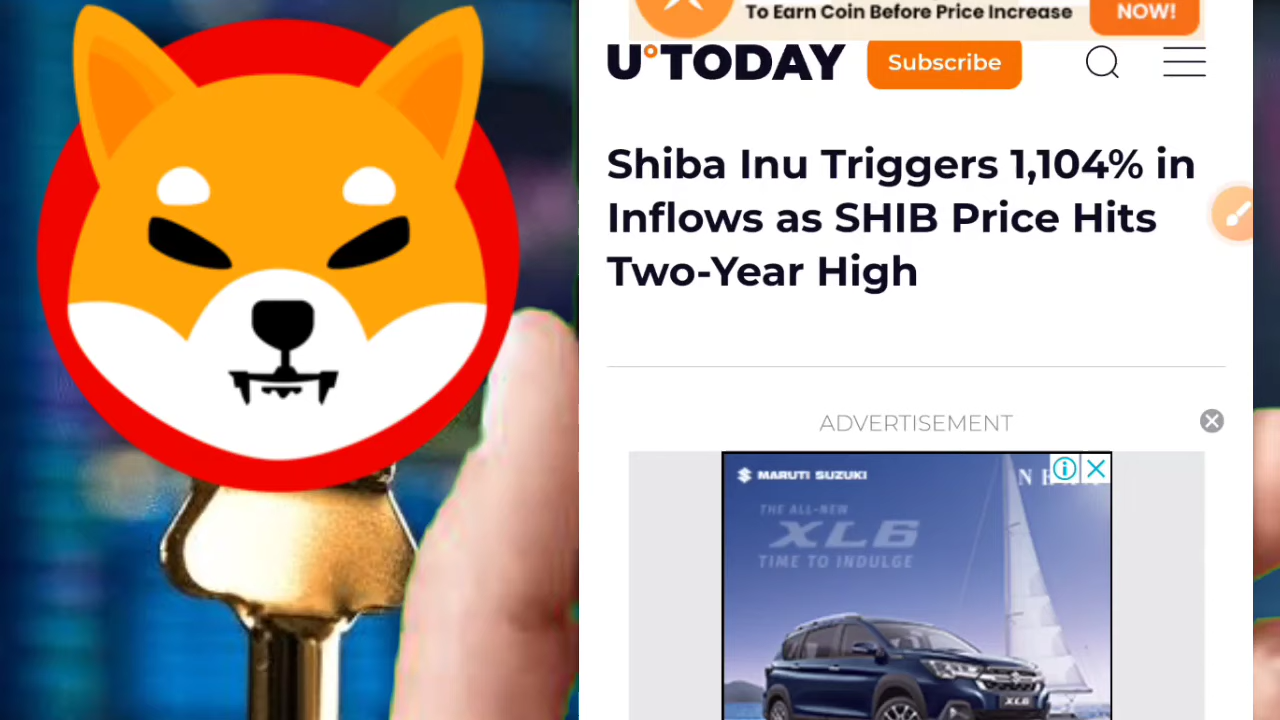 To Earn Coin Before Price Increase
NOW!
U°TODAY
Subscribe
Shiba Inu Triggers 1,104% in
Inflows as SHIB Price Hits
Two-Year High
ADVERTISEMENT
MARUTI SUZUKI
THE ALL-NEW
XL6
TIME TO INDULGE
XL6